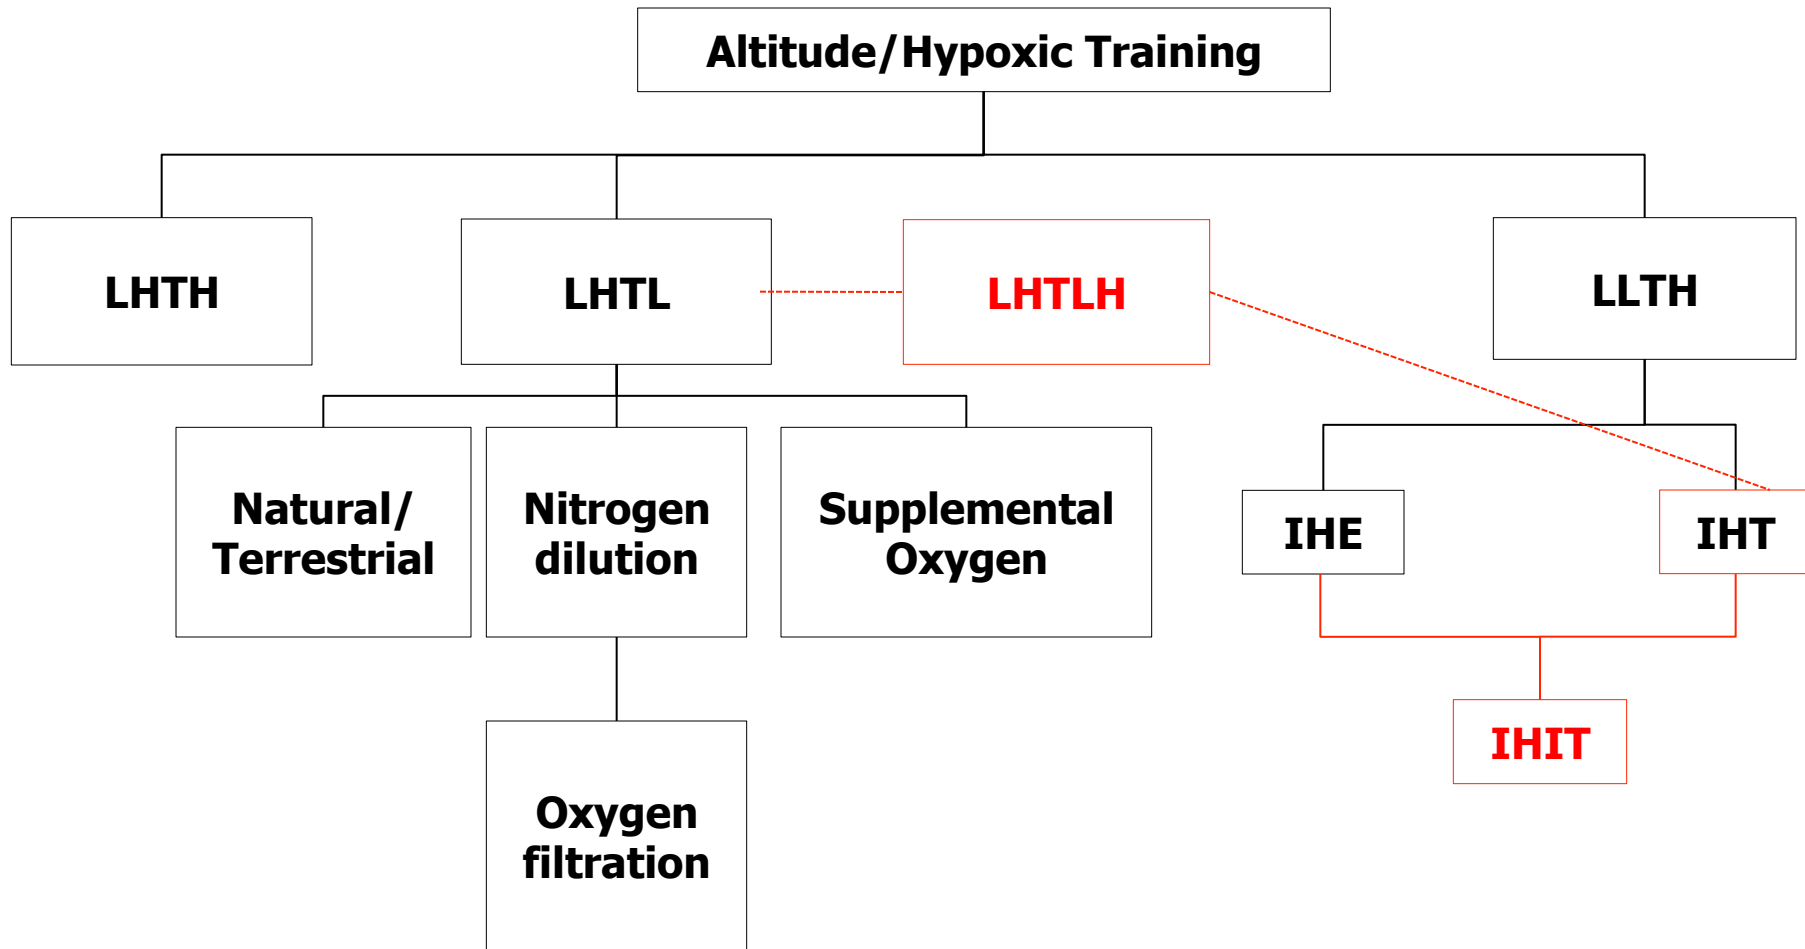 Altitude/Hypoxic Training
LHTH
LHTL
LHTLH
LLTH
Natural/
Terrestrial
Nitrogen
dilution
Supplemental
Oxygen
IHE
IHT
IHIT
Oxygen
filtration